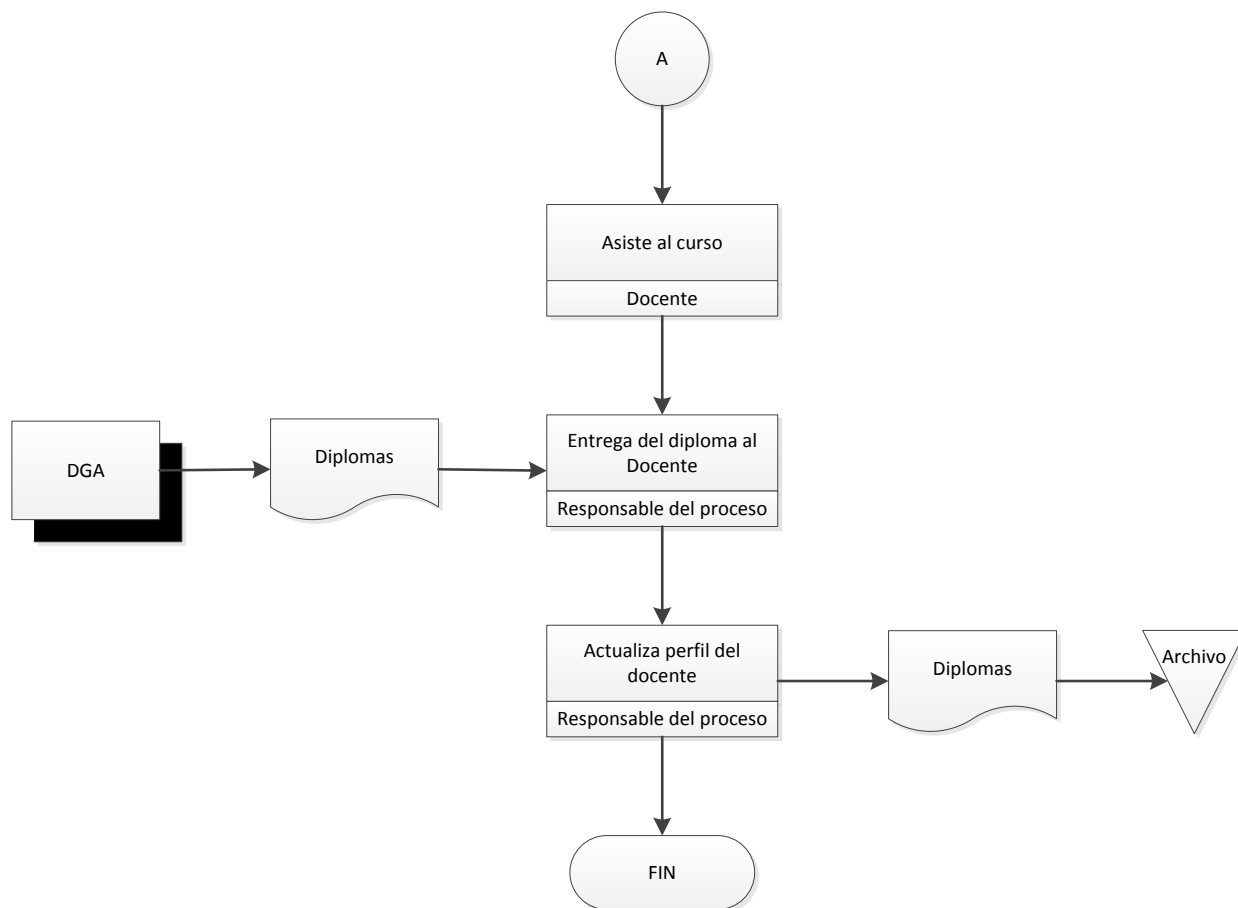 A
Asiste al curso
Docente
DGA
Diplomas
Entrega del diploma al
Docente
Responsable del proceso
Actualiza perfil del
docente
Responsable del proceso
Diplomas
Archivo
FIN